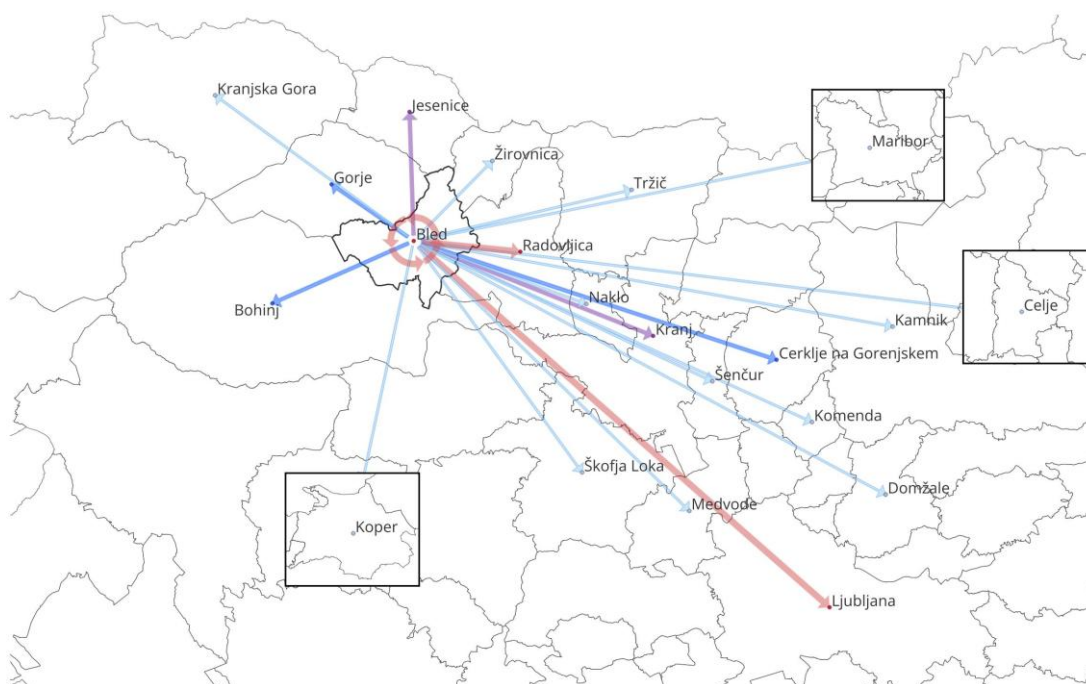 Kranjska Gora
Jesenice
Maribor
Žirovnica
Gorje
Tržič
Bled
Radovljica
Bohinj
Naklo
Celje
Kamnik
Kranj
Cerklje na Gorenjskem
Šenčur
Komenda
Škofja Loka
Domžale
Medvode
Koper
Ljubljana